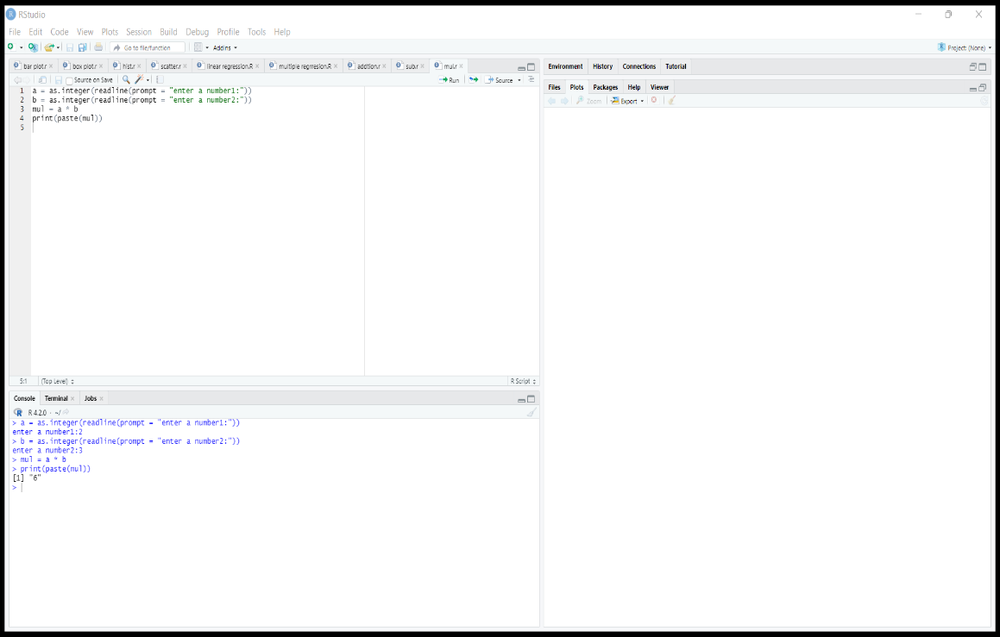 RStudio
File Edit Code View Plots Session Build Debug Profile Tools Help
Go to file/function Addins Project: (None)
bar plot.r box plot.r hist.r scatter.r linear regression.R multiple regrresion.R addtion.r sub.r mul.r
Source on Save Run Source
1 a = as.integer(readline(prompt = "enter a number1:"))
2 b = as.integer(readline(prompt = "enter a number2:"))
3 mul = a * b
4 print(paste(mul))
5
5:1 (Top Level) R Script
Console Terminal Jobs
R 4.2.0 · ~/
> a = as.integer(readline(prompt = "enter a number1:"))
enter a number1:2
> b = as.integer(readline(prompt = "enter a number2:"))
enter a number2:3
> mul = a * b
> print(paste(mul))
[1] "6"
>
Environment History Connections Tutorial
Files Plots Packages Help Viewer
Zoom Export